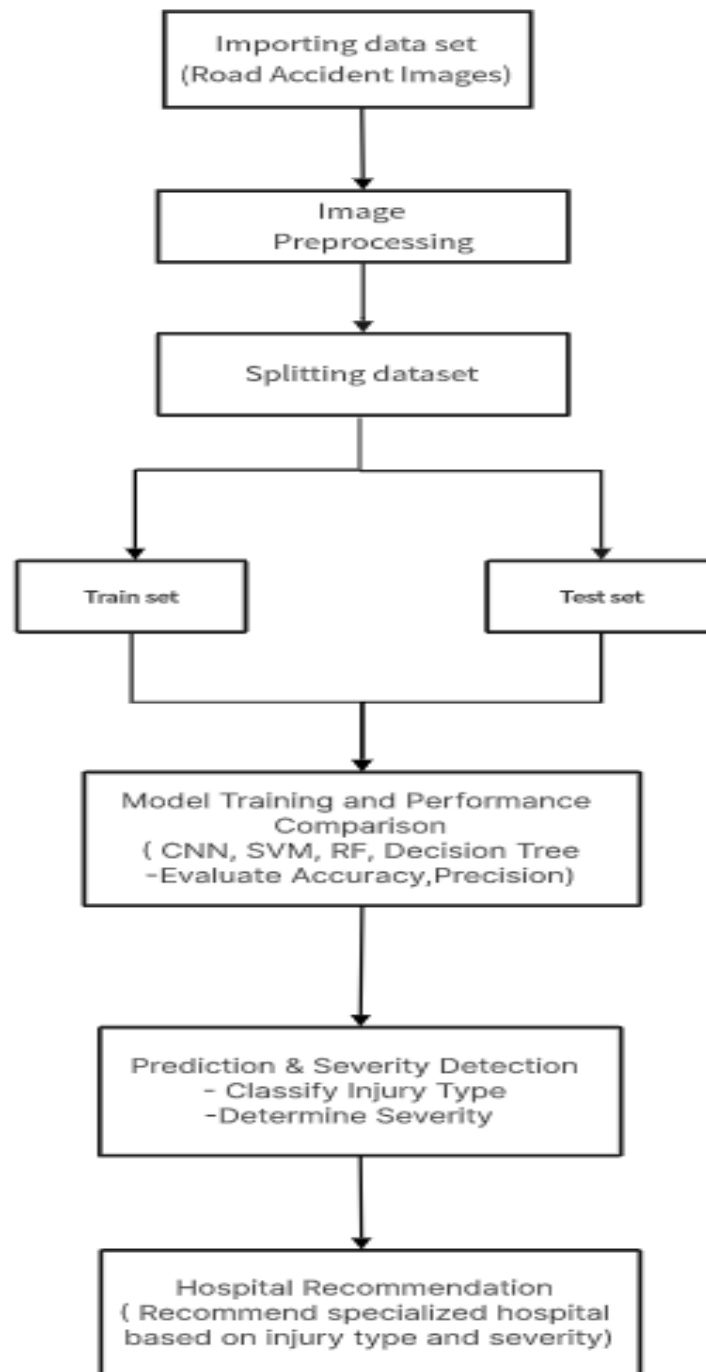 Importing data set
(Road Accident Images)
Image
Preprocessing
Splitting dataset
Train set
Test set
Model Training and Performance
Comparison
( CNN, SVM, RF, Decision Tree
-Evaluate Accuracy,Precision)
Prediction & Severity Detection
- Classify Injury Type
-Determine Severity
Hospital Recommendation
( Recommend specialized hospital
based on injury type and severity)